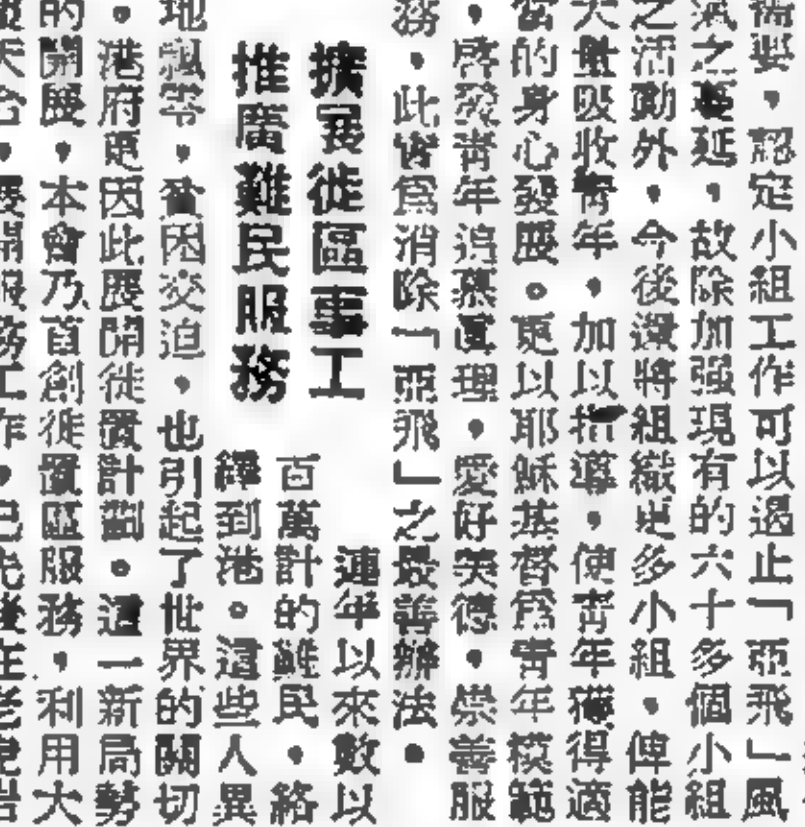 需要，認定小組工作可以遏止「亞飛」風
氣之蔓延，故除加強現有的六十多個小組
之活動外，今後還將組織更多小組，俾能
大量吸收青年，加以指導，使青年獲得適
當的身心發展。更以耶穌基督為青年模範
，啓發青年追慕真理，愛好美德，崇善服
務，此實為消除「亞飛」之最善辦法。
擴展徙區事工
推廣難民服務
連年以來數以
百萬計的難民，絡
繹到港。這些人異
地飄零，貧困交迫，也引起了世界的關切
。港府更因此展開徙置計劃。這一新局勢
的開展，本會乃首創徙置區服務，利用大
天台，展開服務工作，已先後在老虎岩